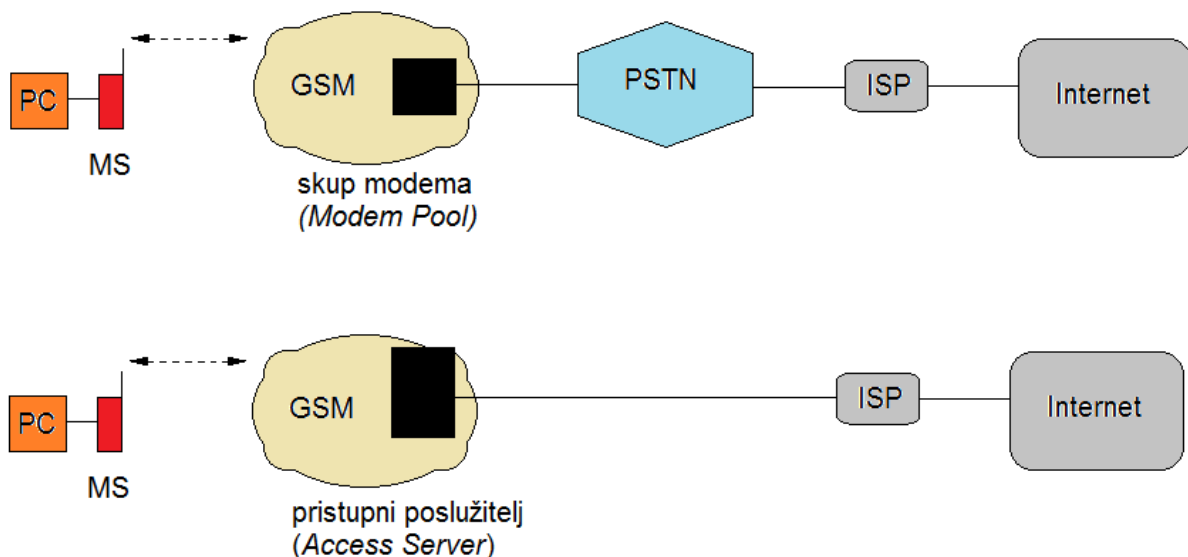 PC
MS
GSM
skup modema
(Modem Pool)
PSTN
ISP
Internet
PC
MS
GSM
pristupni poslužitelj
(Access Server)
ISP
Internet